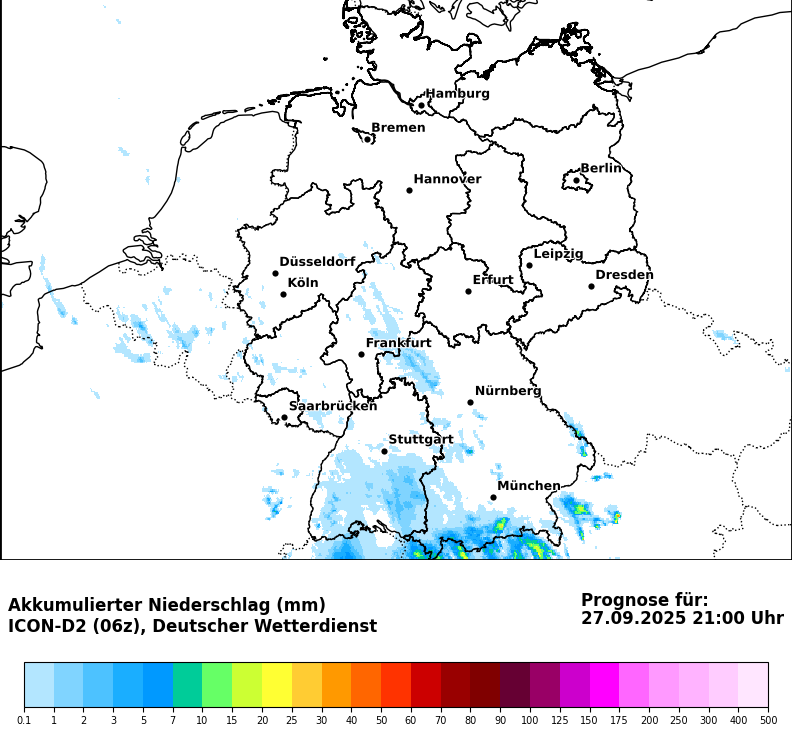 Hamburg
Bremen
Berlin
Hannover
Leipzig
Düsseldorf
Dresden
Köln
Erfurt
Frankfurt
Nürnberg
Saarbrücken
Stuttgart
München
Akkumulierter Niederschlag (mm)
ICON-D2 (06z), Deutscher Wetterdienst
Prognose für:
27.09.2025 21:00 Uhr
0.1 1 2 3 5 7 10 15 20 25 30 40 50 60 70 80 90 100 125 150 175 200 250 300 400 500